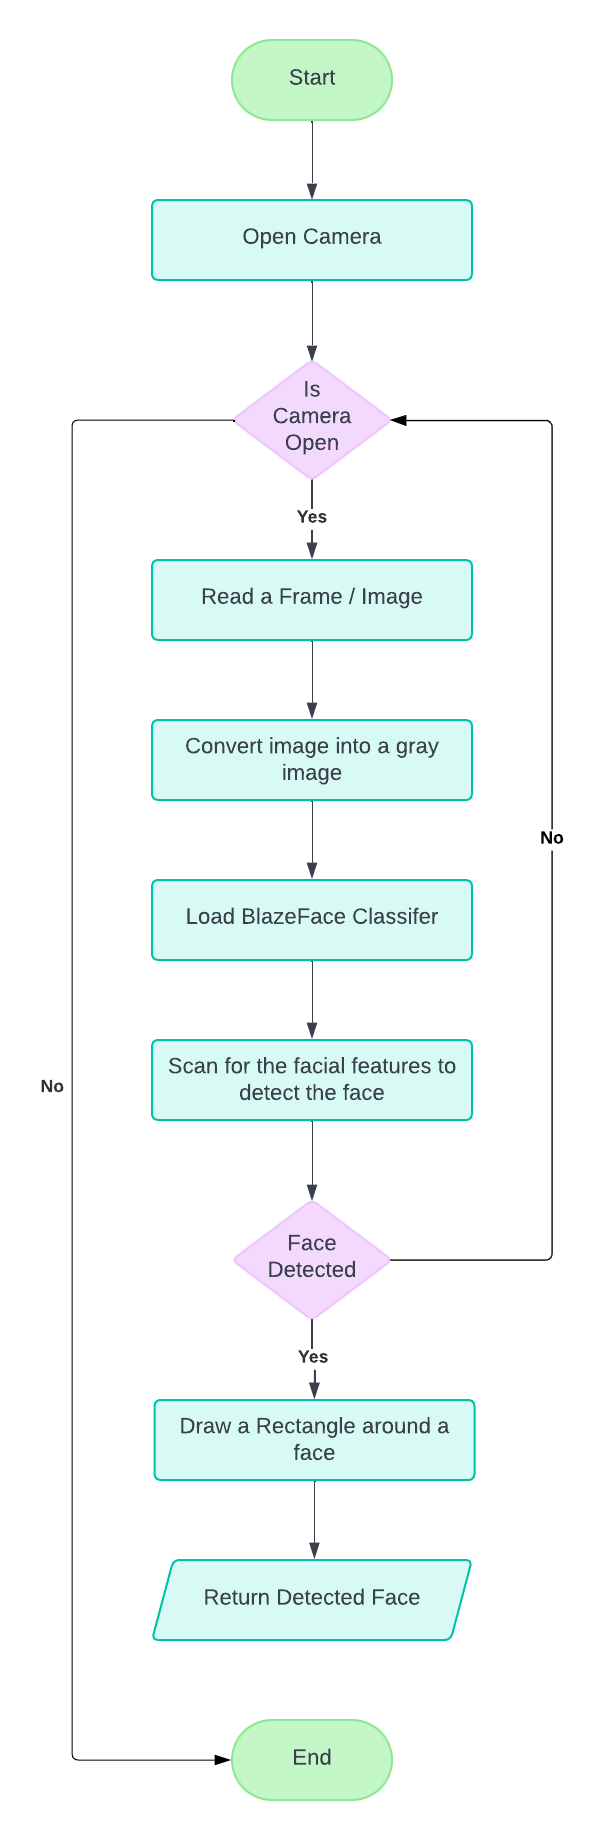 Start
Open Camera
Is
Camera
Open
Yes
Read a Frame / Image
Convert image into a gray
image
No
Load BlazeFace Classifer
Scan for the facial features to
detect the face
No
Face
Detected
Yes
Draw a Rectangle around a
face
Return Detected Face
End